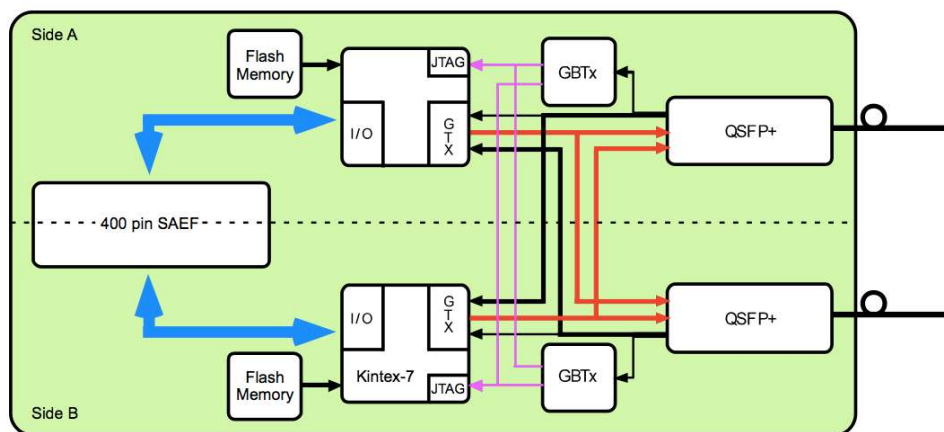 Side A
Flash
Memory
JTAG
I/O
G
T
X
GBTx
QSFP+
400 pin SAEF
I/O
G
T
X
Kintex-7
JTAG
Flash
Memory
GBTx
QSFP+
Side B